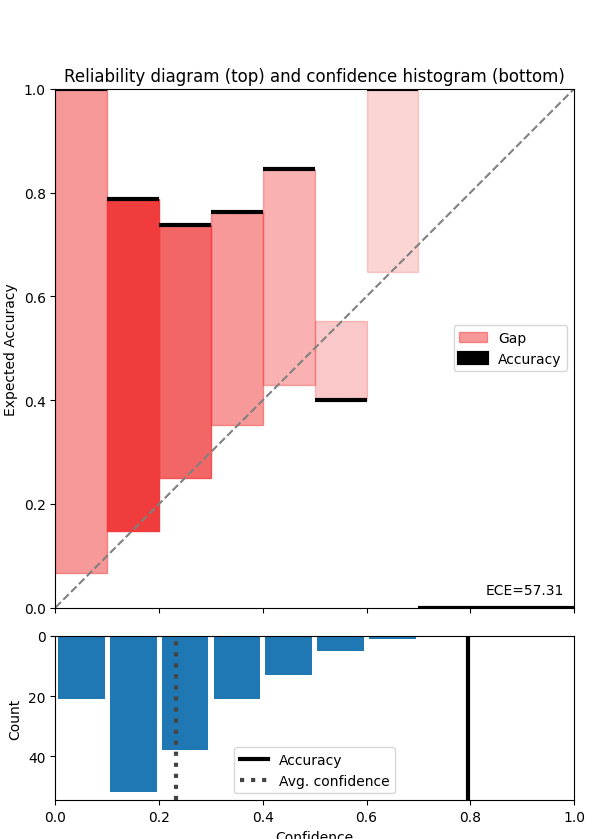 Reliability diagram (top) and confidence histogram (bottom)
1.0
0.8
0.6
0.4
0.2
0.0
Expected Accuracy
Gap
Accuracy
ECE=57.31
0
20
40
Count
Accuracy
Avg. confidence
0.0 0.2 0.4 0.6 0.8 1.0
Confidence